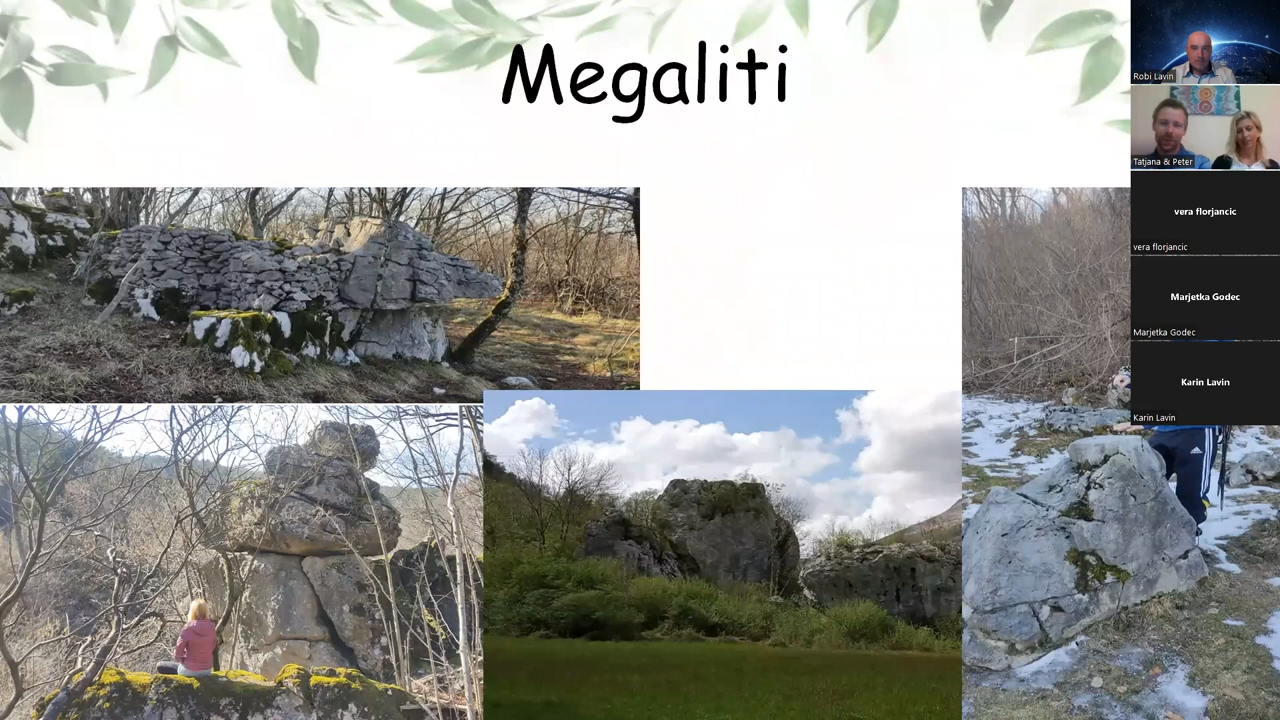 Megaliti
Robi Lavin
Tatjana & Peter
vera florjancic
vera florjancic
Marjetka Godec
Marjetka Godec
Karin Lavin
Karin Lavin